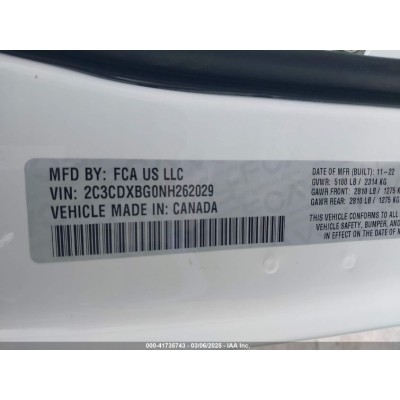 MFD BY: FCA US LLC
VIN: 2C3CDXBG0NH262029
VEHICLE MADE IN: CANADA
DATE OF MFR (BUILT): 11-22
GVWR: 5100 LB / 2314 KG
GAWR FRONT: 2810 LB / 1275 KG
GAWR REAR: 2810 LB / 1275 KG
THIS VEHICLE CONFORMS TO ALL
VEHICLE SAFETY, BUMPER, AND
IN EFFECT ON THE DATE OF M
000-41735743 - 03/06/2025 - IAA Inc.